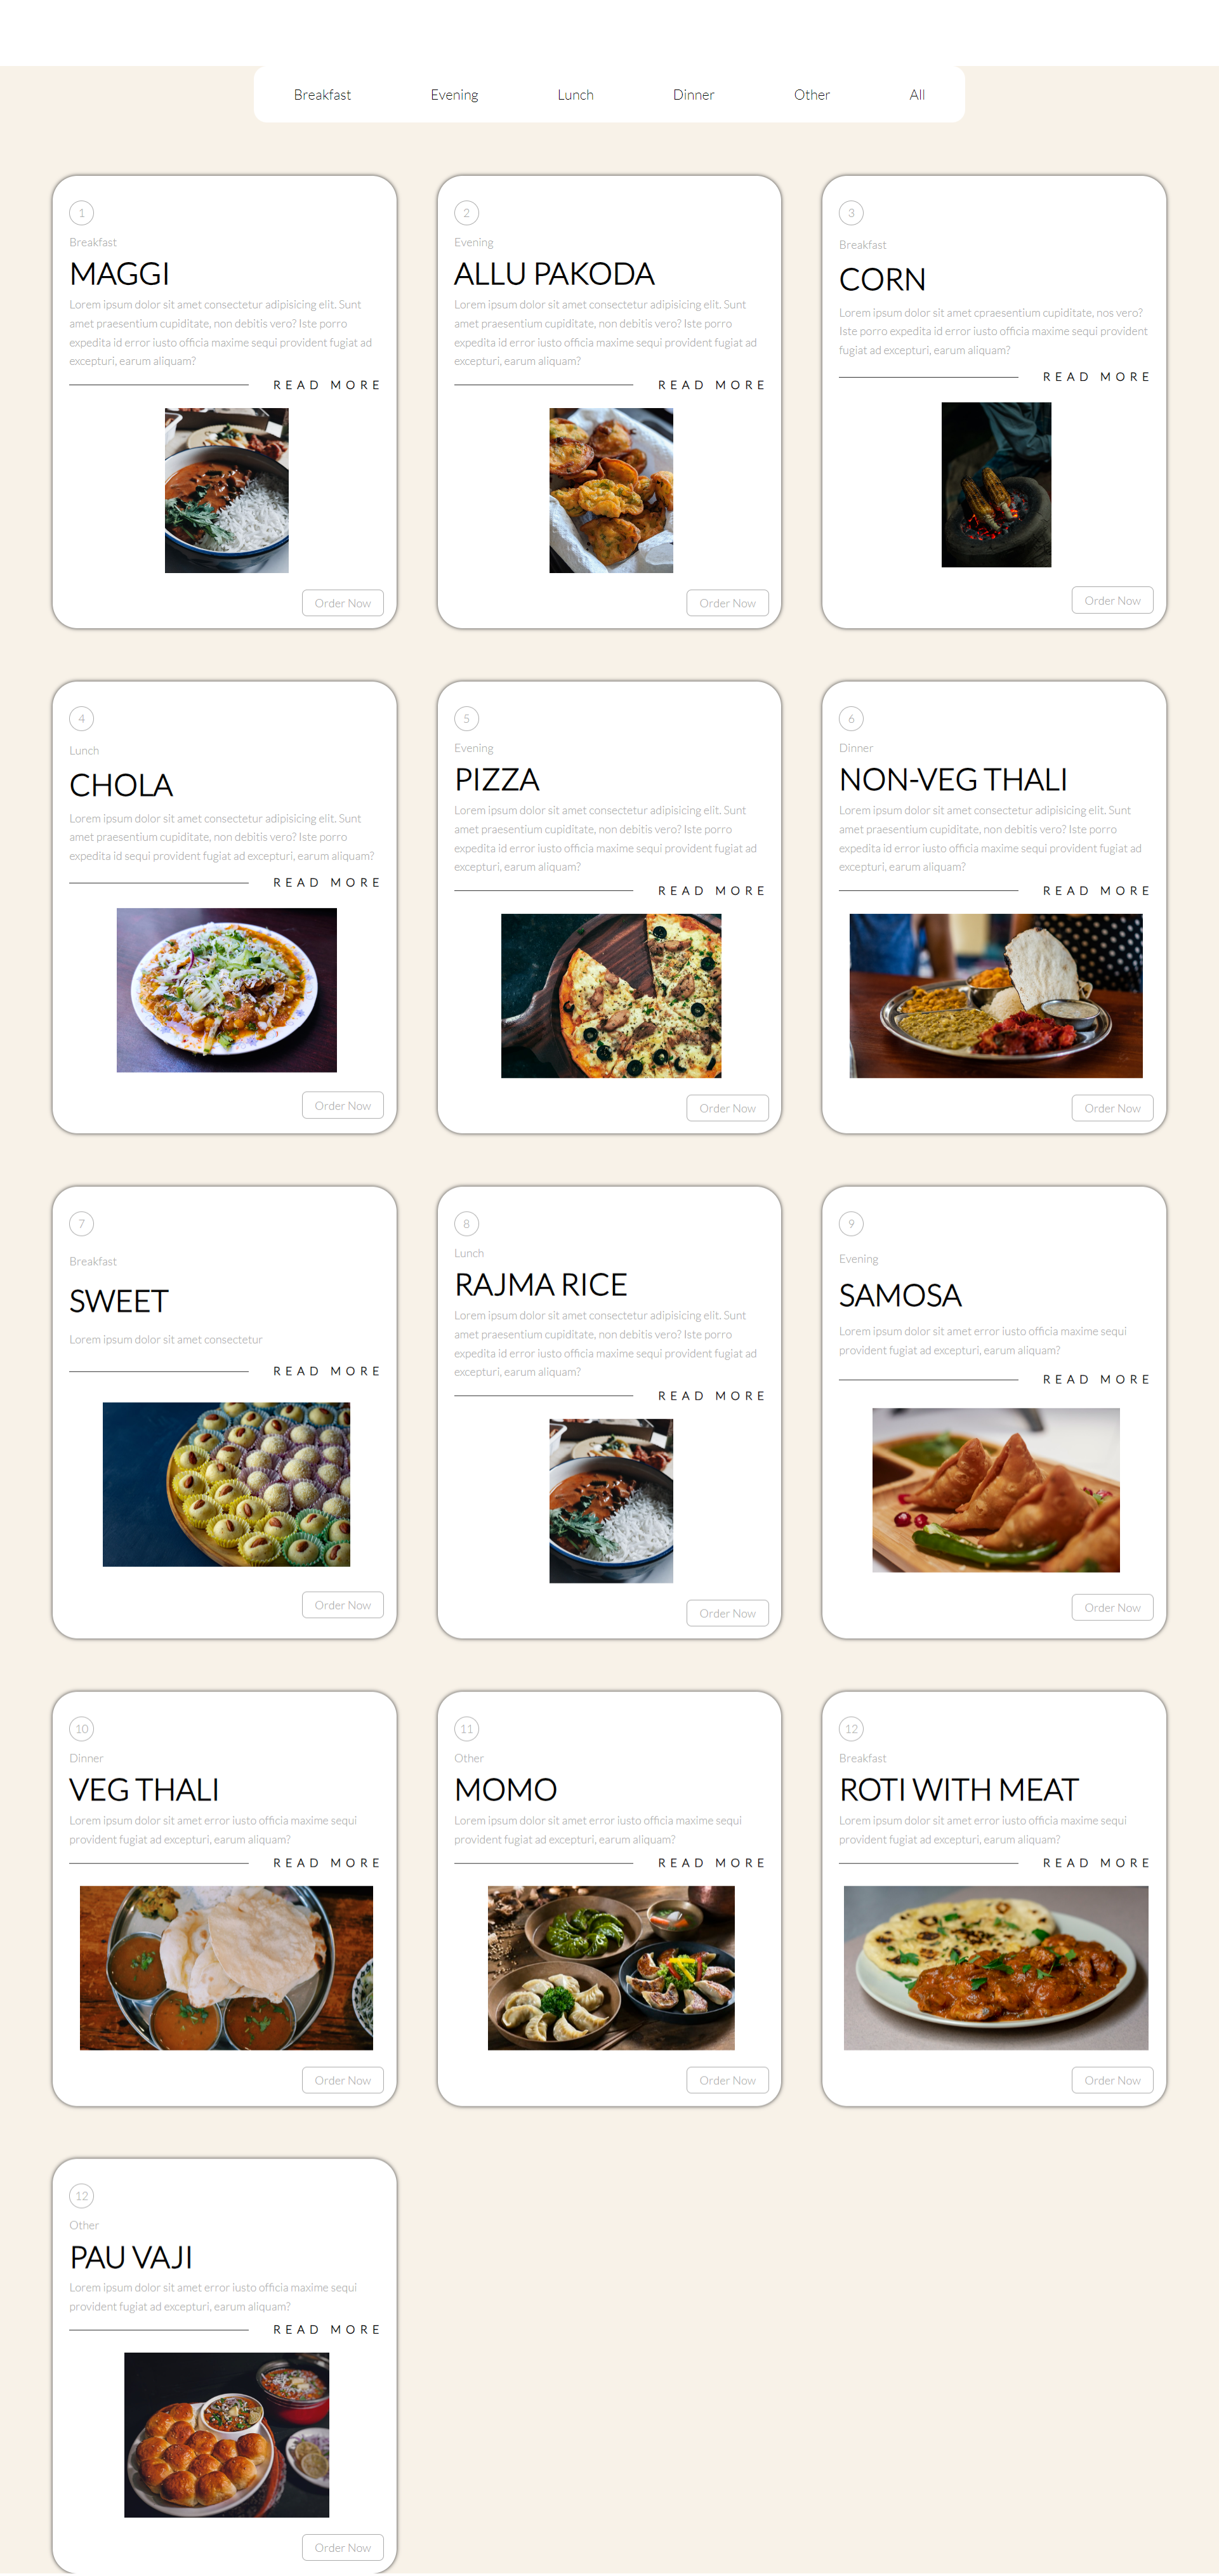 Breakfast Evening Lunch Dinner Other All
1
Breakfast
MAGGI
Lorem ipsum dolor sit amet consectetur adipisicing elit. Sunt
amet praesentium cupiditate, non debitis vero? Iste porro
expedita id error iusto officia maxime sequi provident fugiat ad
excepturi, earum aliquam?
READ MORE
Order Now
2
Evening
ALLU PAKODA
Lorem ipsum dolor sit amet consectetur adipisicing elit. Sunt
amet praesentium cupiditate, non debitis vero? Iste porro
expedita id error iusto officia maxime sequi provident fugiat ad
excepturi, earum aliquam?
READ MORE
Order Now
3
Breakfast
CORN
Lorem ipsum dolor sit amet cpraesentium cupiditate, nos vero?
Iste porro expedita id error iusto officia maxime sequi provident
fugiat ad excepturi, earum aliquam?
READ MORE
Order Now
4
Lunch
CHOLA
Lorem ipsum dolor sit amet consectetur adipisicing elit. Sunt
amet praesentium cupiditate, non debitis vero? Iste porro
expedita id sequi provident fugiat ad excepturi, earum aliquam?
READ MORE
Order Now
5
Evening
PIZZA
Lorem ipsum dolor sit amet consectetur adipisicing elit. Sunt
amet praesentium cupiditate, non debitis vero? Iste porro
expedita id error iusto officia maxime sequi provident fugiat ad
excepturi, earum aliquam?
READ MORE
Order Now
6
Dinner
NON-VEG THALI
Lorem ipsum dolor sit amet consectetur adipisicing elit. Sunt
amet praesentium cupiditate, non debitis vero? Iste porro
expedita id error iusto officia maxime sequi provident fugiat ad
excepturi, earum aliquam?
READ MORE
Order Now
7
Breakfast
SWEET
Lorem ipsum dolor sit amet consectetur
READ MORE
Order Now
8
Lunch
RAJMA RICE
Lorem ipsum dolor sit amet consectetur adipisicing elit. Sunt
amet praesentium cupiditate, non debitis vero? Iste porro
expedita id error iusto officia maxime sequi provident fugiat ad
excepturi, earum aliquam?
READ MORE
Order Now
9
Evening
SAMOSA
Lorem ipsum dolor sit amet error iusto officia maxime sequi
provident fugiat ad excepturi, earum aliquam?
READ MORE
Order Now
10
Dinner
VEG THALI
Lorem ipsum dolor sit amet error iusto officia maxime sequi
provident fugiat ad excepturi, earum aliquam?
READ MORE
Order Now
11
Other
MOMO
Lorem ipsum dolor sit amet error iusto officia maxime sequi
provident fugiat ad excepturi, earum aliquam?
READ MORE
Order Now
12
Breakfast
ROTI WITH MEAT
Lorem ipsum dolor sit amet error iusto officia maxime sequi
provident fugiat ad excepturi, earum aliquam?
READ MORE
Order Now
12
Other
PAU VAJI
Lorem ipsum dolor sit amet error iusto officia maxime sequi
provident fugiat ad excepturi, earum aliquam?
READ MORE
Order Now